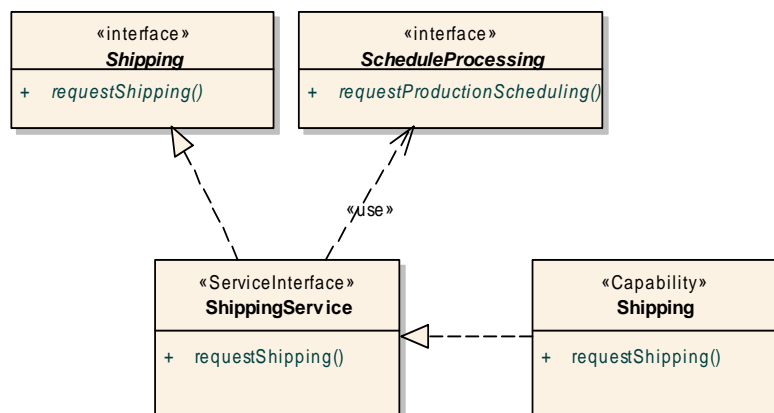 «interface»
Shipping
+ requestShipping()
«interface»
ScheduleProcessing
+ requestProductionScheduling()
«use»
«ServiceInterface»
ShippingService
+ requestShipping()
«Capability»
Shipping
+ requestShipping()